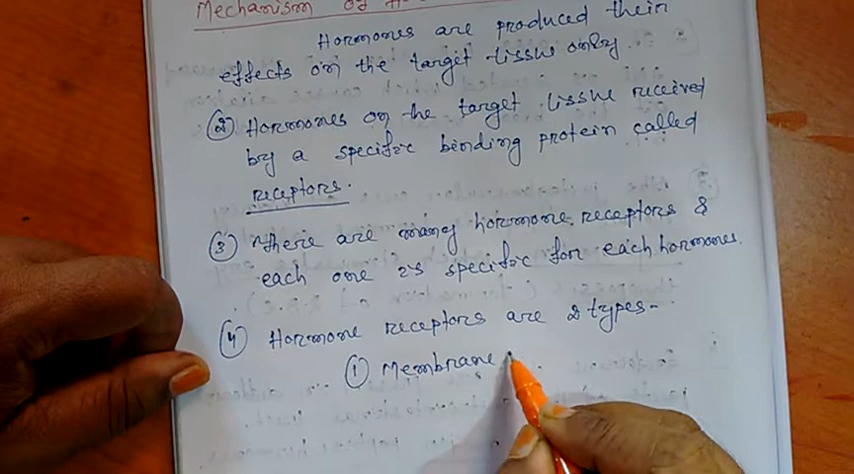 Mechanism of
Hormones are produced their
effects on the target tissue only.
② Hormones on the target tissue received
by a specific binding protein called
receptors.
③ There are many hormone receptors &
each one is specific for each hormones.
④ Hormone receptors are 2 types-
① Membrane